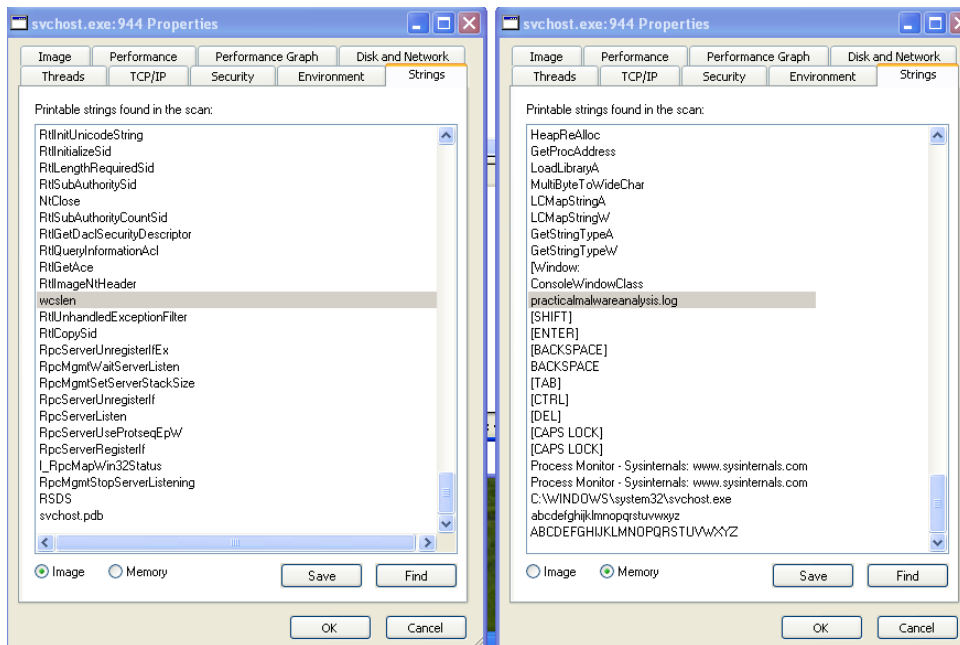 svchost.exe:944 Properties
Image Performance Performance Graph Disk and Network
Threads TCP/IP Security Environment Strings
Printable strings found in the scan:
RtlInitUnicodeString
RtlInitializeSid
RtlLengthRequiredSid
RtlSubAuthoritySid
NtClose
RtlSubAuthorityCountSid
RtlGetDaclSecurityDescriptor
RtlQueryInformationAcl
RtlGetAce
RtlImageNtHeader
wcslen
RtlUnhandledExceptionFilter
RtlCopySid
RpcServerUnregisterIfEx
RpcMgmtWaitServerListen
RpcMgmtSetServerStackSize
RpcServerUnregisterIf
RpcServerListen
RpcServerUseProtseqEpW
RpcServerRegisterIf
I_RpcMapWin32Status
RpcMgmtStopServerListening
RSDS
svchost.pdb
Image Memory Save Find
OK Cancel
svchost.exe:944 Properties
Image Performance Performance Graph Disk and Network
Threads TCP/IP Security Environment Strings
Printable strings found in the scan:
HeapReAlloc
GetProcAddress
LoadLibraryA
MultiByteToWideChar
LCMapStringA
LCMapStringW
GetStringTypeA
GetStringTypeW
[Window:
ConsoleWindowClass
practicalmalwareanalysis.log
[SHIFT]
[ENTER]
[BACKSPACE]
BACKSPACE
[TAB]
[CTRL]
[DEL]
[CAPS LOCK]
[CAPS LOCK]
Process Monitor - Sysinternals: www.sysinternals.com
Process Monitor - Sysinternals: www.sysinternals.com
C:\WINDOWS\system32\svchost.exe
abcdefghijklmnopqrstuvwxyz
ABCDEFGHIJKLMNOPQRSTUVWXYZ
Image Memory Save Find
OK Cancel